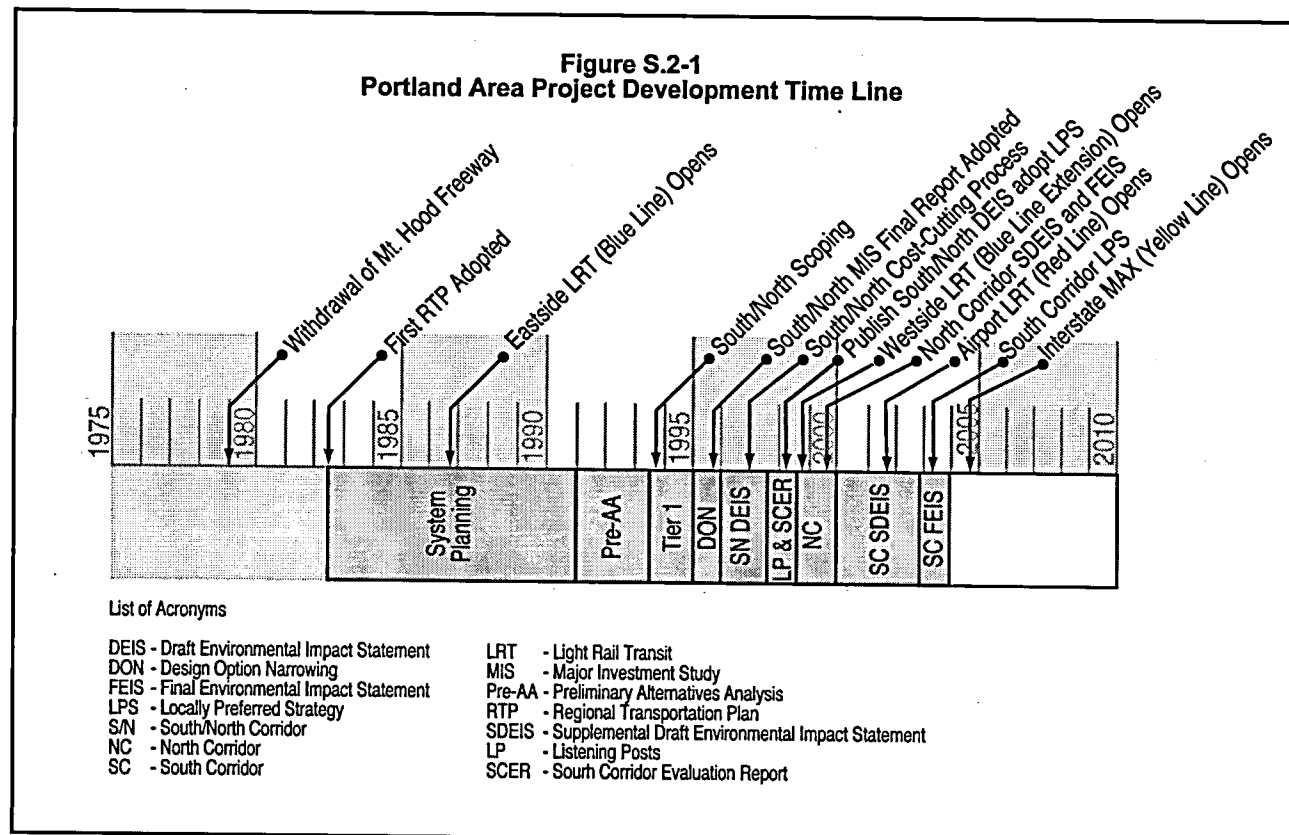 Figure S.2-1
Portland Area Project Development Time Line
Withdrawal of Mt. Hood Freeway
First RTP Adopted
Eastside LRT (Blue Line) Opens
South/North Scoping
South/North MIS Final Report Adopted
South/North Cost-Cutting Process
Publish South/North DEIS adopt LPS
Westside LRT (Blue Line Extension) Opens
North Corridor SDEIS and FEIS
Airport LRT (Red Line) Opens
South Corridor LPS
Interstate MAX (Yellow Line) Opens
1975
1980
1985
1990
1995
2000
2005
2010
System
Planning
Pre-AA
Tier 1
DON
SN DEIS
LP & SCER
NC
SC SDEIS
SC FEIS
List of Acronyms
DEIS - Draft Environmental Impact Statement
DON - Design Option Narrowing
FEIS - Final Environmental Impact Statement
LPS - Locally Preferred Strategy
S/N - South/North Corridor
NC - North Corridor
SC - South Corridor
LRT - Light Rail Transit
MIS - Major Investment Study
Pre-AA - Preliminary Alternatives Analysis
RTP - Regional Transportation Plan
SDEIS - Supplemental Draft Environmental Impact Statement
LP - Listening Posts
SCER - Sourh Corridor Evaluation Report